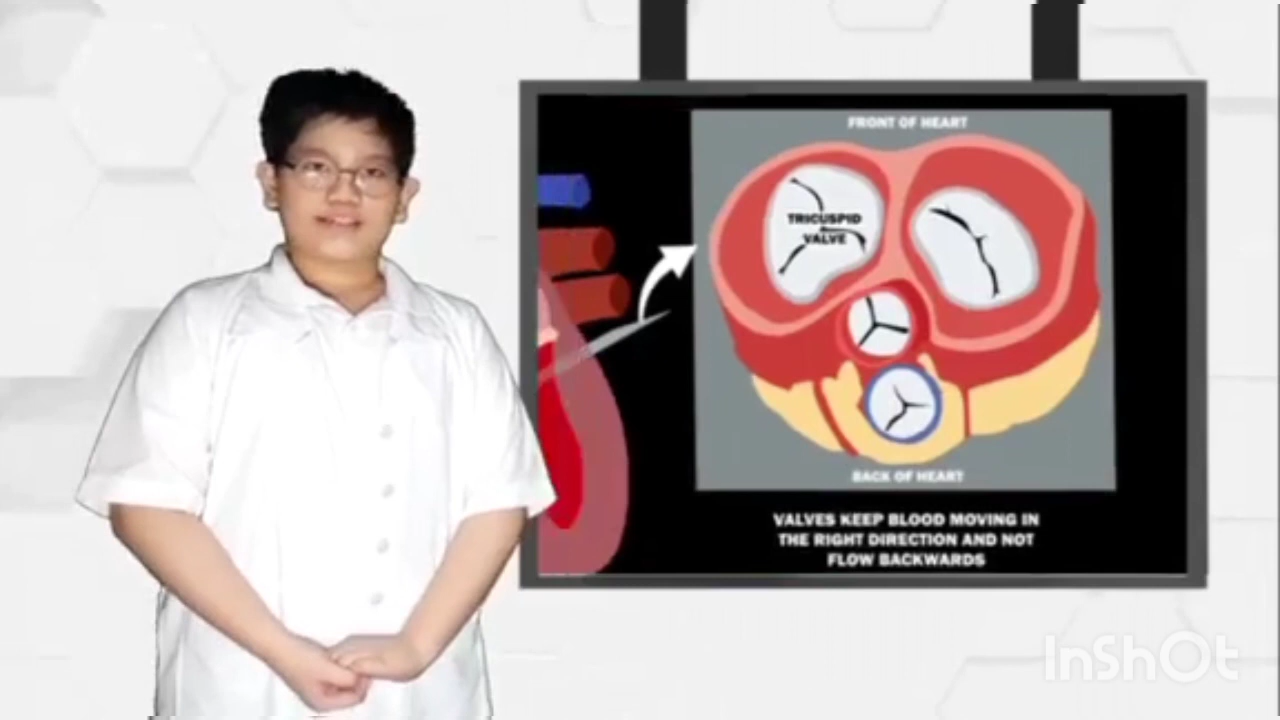 FRONT OF HEART
TRICUSPID
VALVE
BACK OF HEART
VALVES KEEP BLOOD MOVING IN
THE RIGHT DIRECTION AND NOT
FLOW BACKWARDS
InShOt